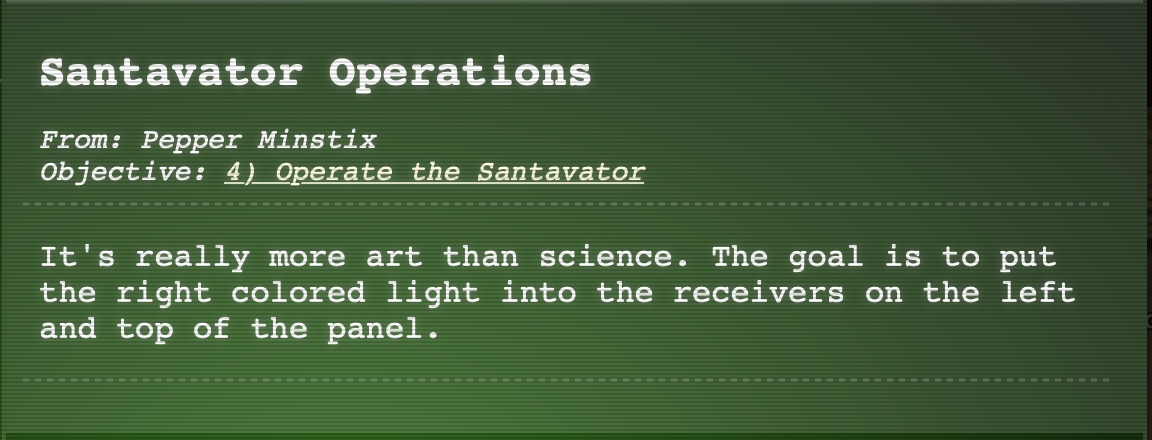 Santavator Operations
From: Pepper Minstix
Objective: 4) Operate the Santavator
It's really more art than science. The goal is to put
the right colored light into the receivers on the left
and top of the panel.